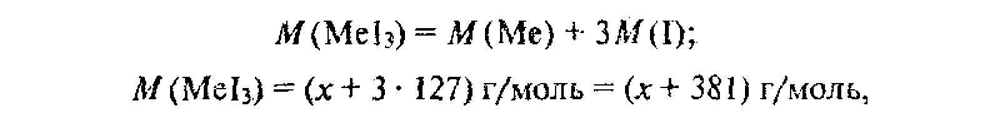 M(MeI₃) = M(Me) + 3M(I);
M(MeI₃) = (x + 3 · 127) г/моль = (x + 381) г/моль,